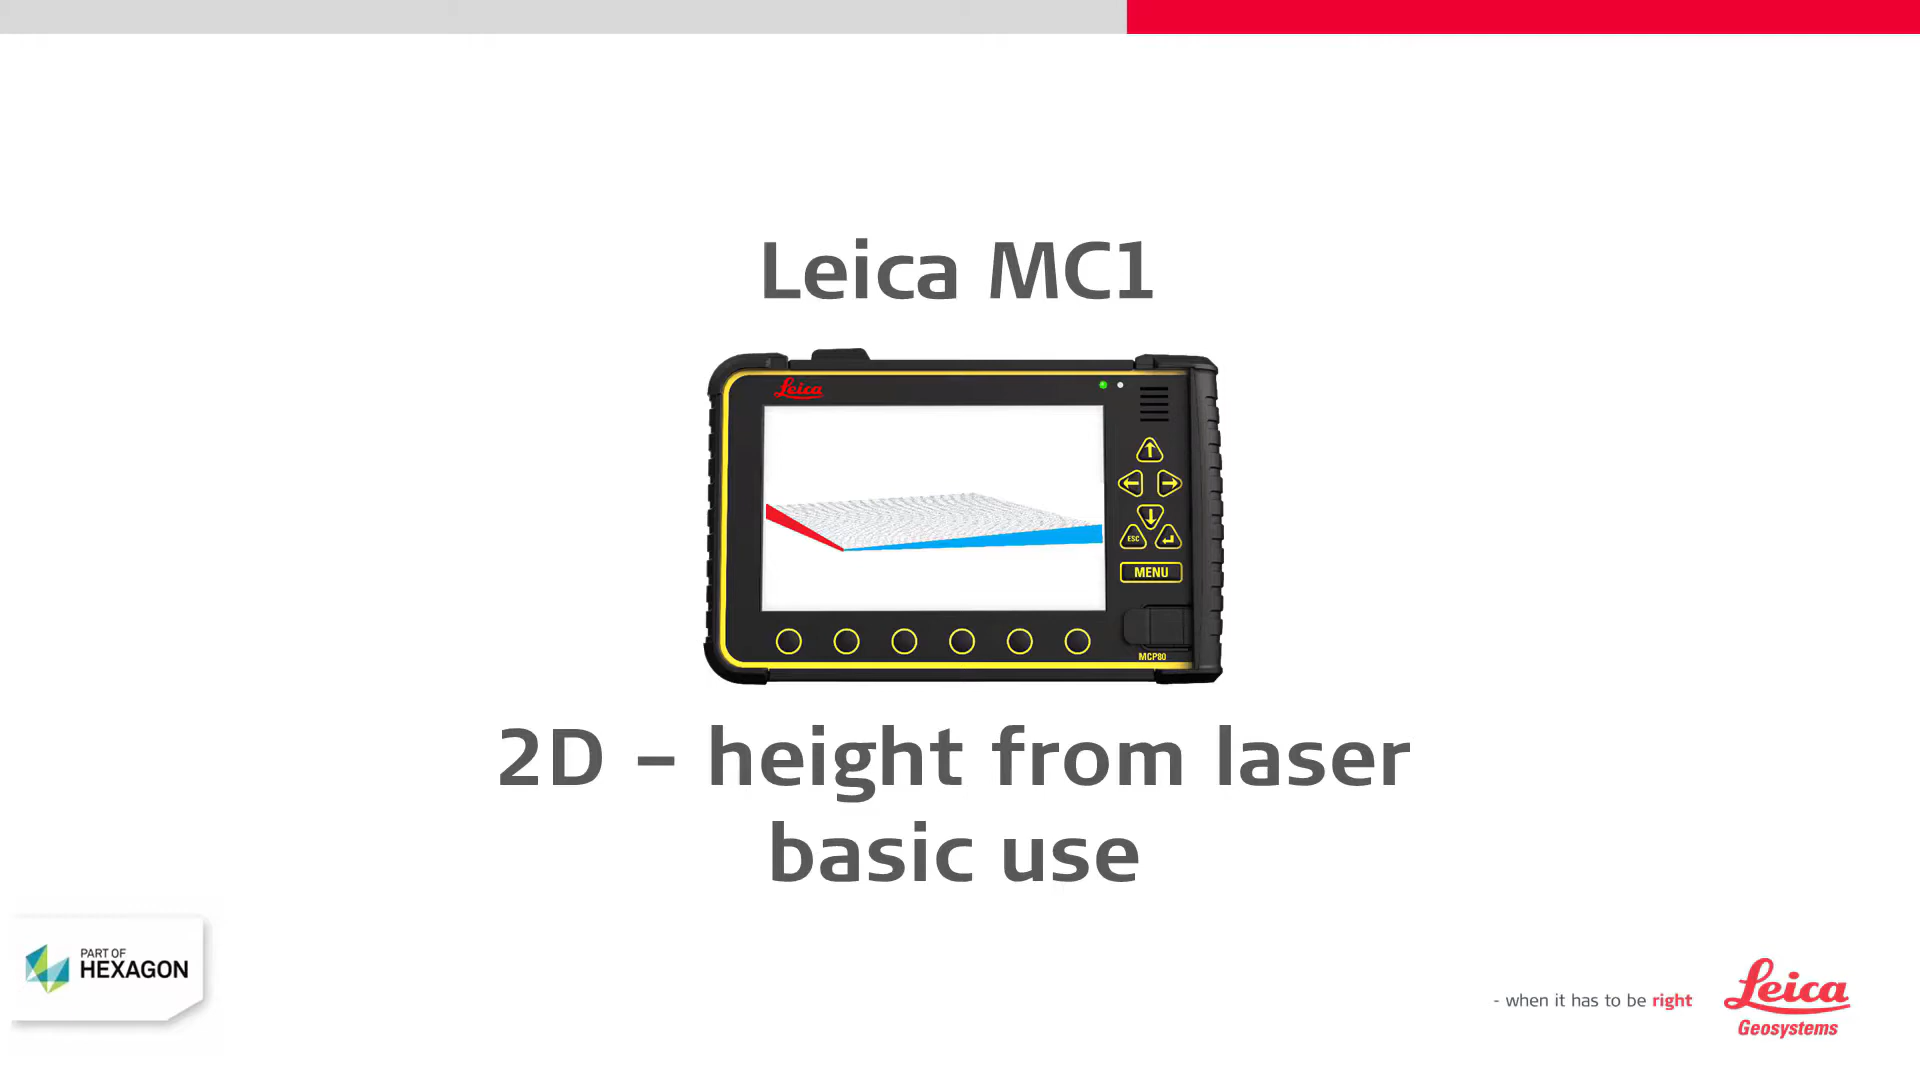 Leica MC1
Leica
ESC
MENU
MCP80
2D – height from laser
basic use
PART OF
HEXAGON
- when it has to be right
Leica
Geosystems